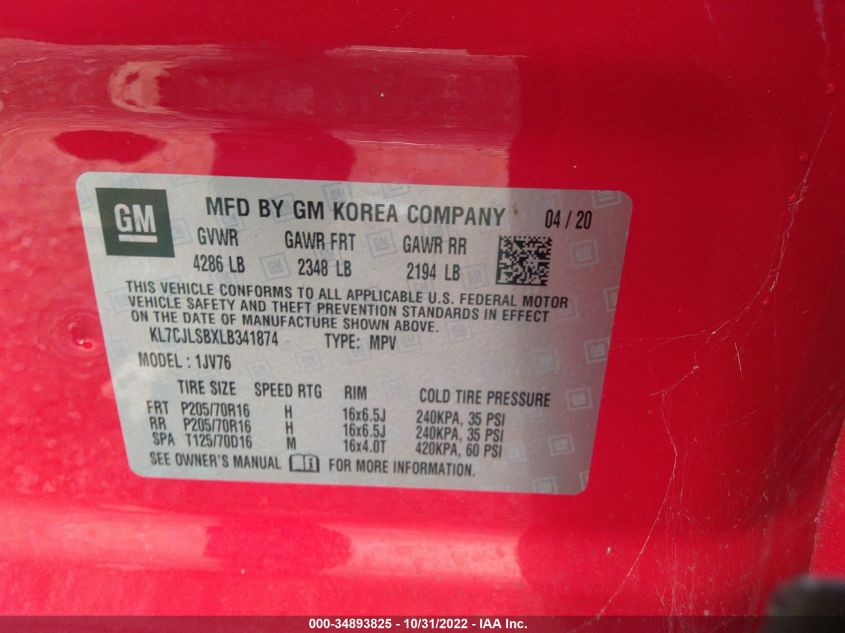 GM
MFD BY GM KOREA COMPANY 04 / 20
GVWR GAWR FRT GAWR RR
4286 LB 2348 LB 2194 LB
THIS VEHICLE CONFORMS TO ALL APPLICABLE U.S. FEDERAL MOTOR
VEHICLE SAFETY AND THEFT PREVENTION STANDARDS IN EFFECT
ON THE DATE OF MANUFACTURE SHOWN ABOVE.
KL7CJLSBXLB341874 TYPE: MPV
MODEL : 1JV76
TIRE SIZE SPEED RTG RIM COLD TIRE PRESSURE
FRT P205/70R16 H 16x6.5J 240KPA, 35 PSI
RR P205/70R16 H 16x6.5J 240KPA, 35 PSI
SPA T125/70D16 M 16x4.0T 420KPA, 60 PSI
SEE OWNER'S MANUAL FOR MORE INFORMATION.
000-34893825 - 10/31/2022 - IAA Inc.